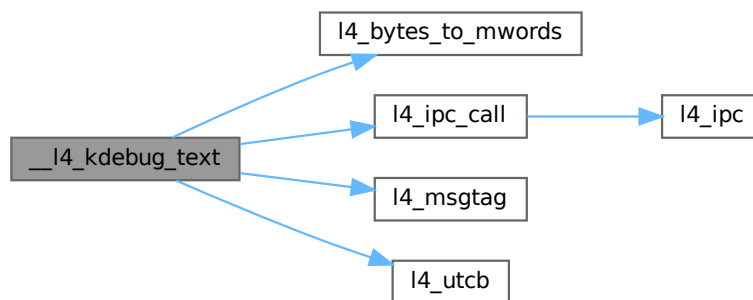 l4_bytes_to_mwords
l4_ipc_call
l4_ipc
__l4_kdebug_text
l4_msgtag
l4_utcb